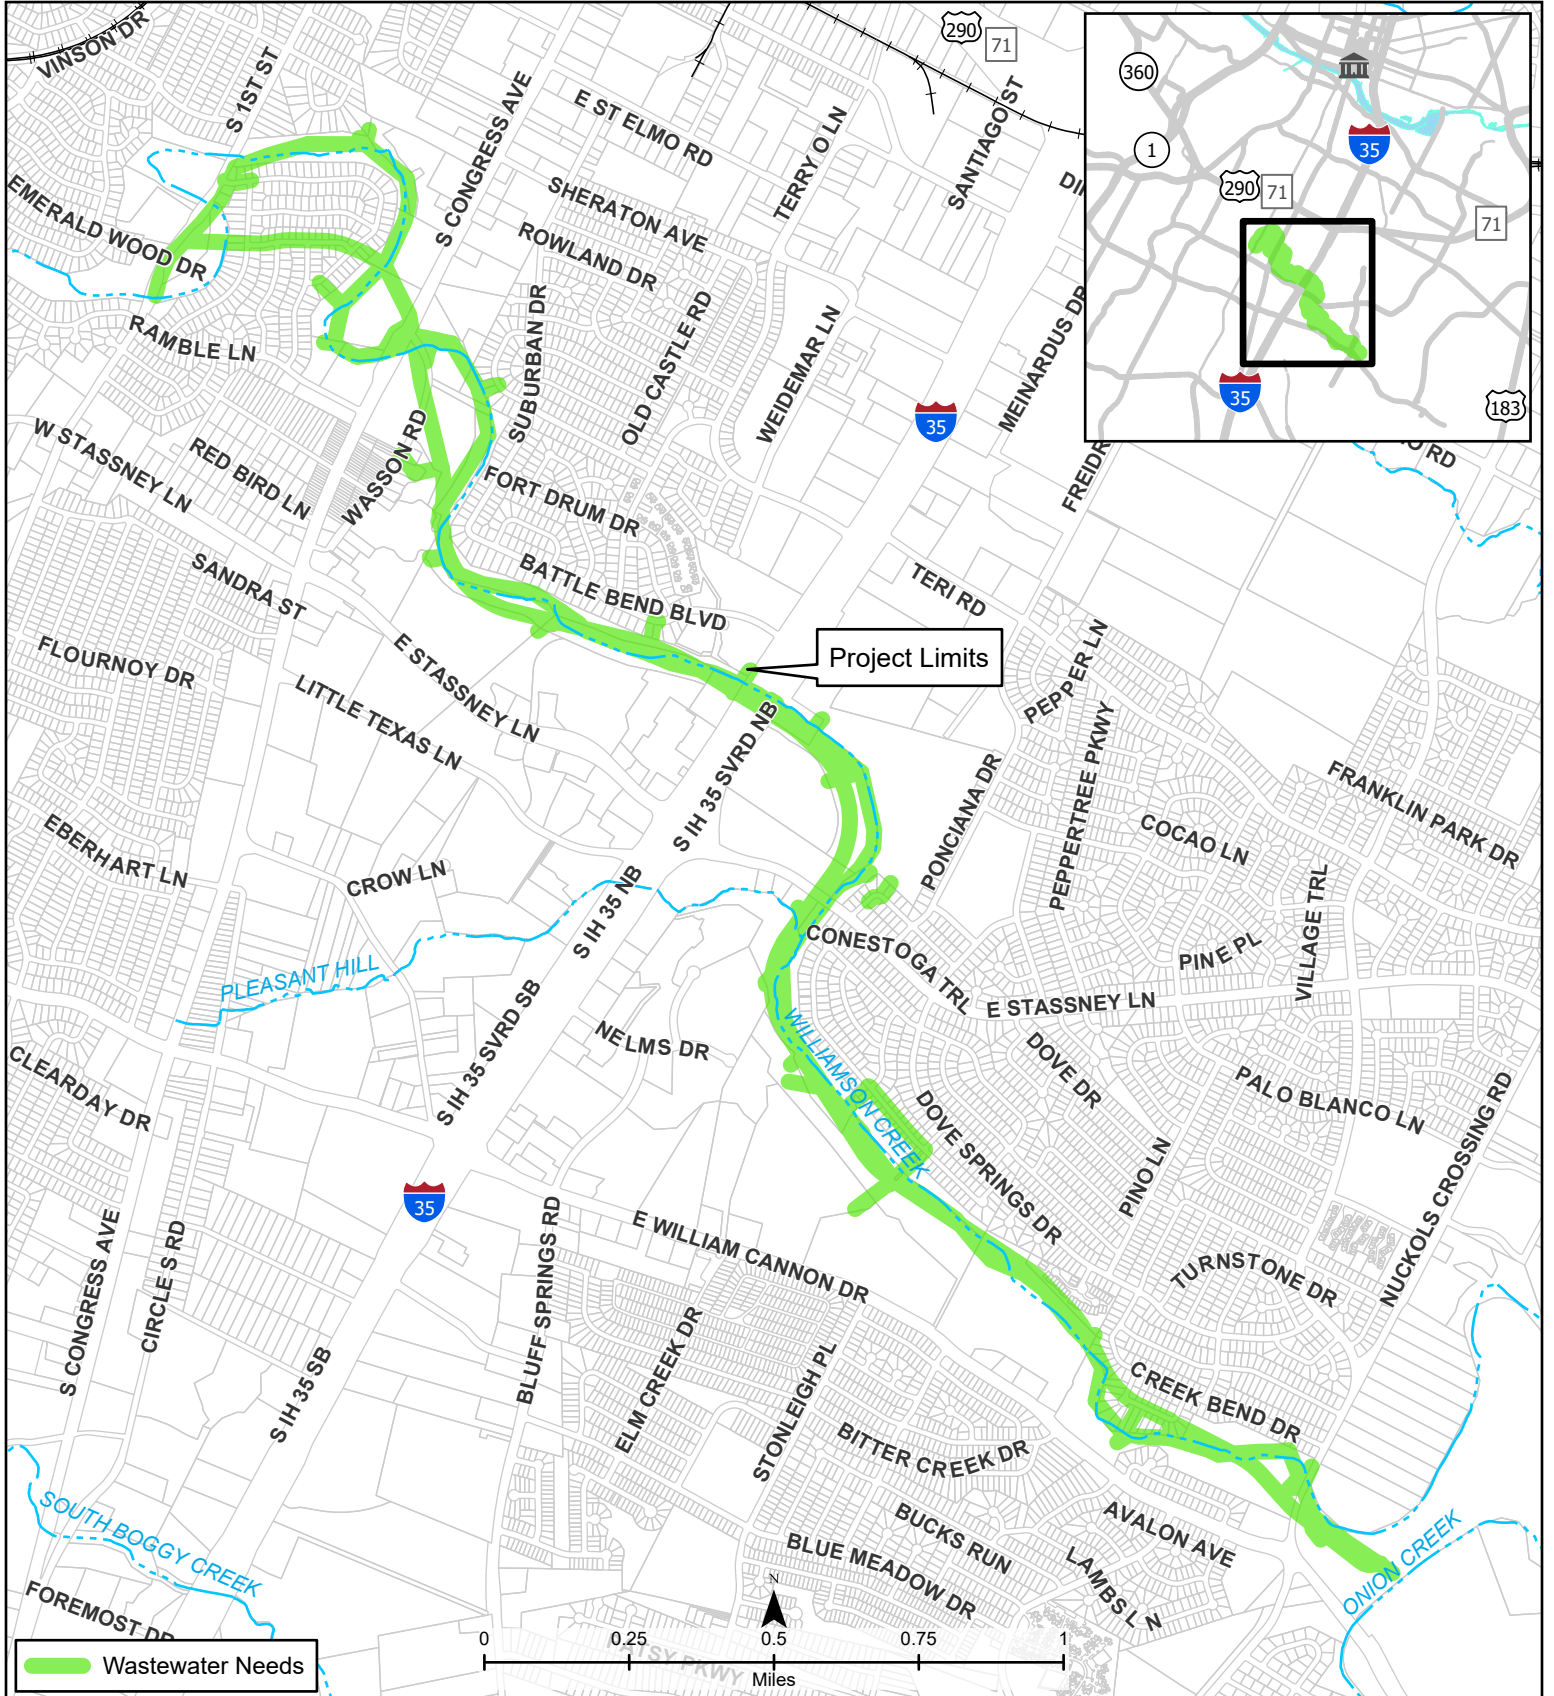 VINSON DR
S 1ST ST
S CONGRESS AVE
E ST ELMO RD
TERRY O LN
SANTIAGO ST
290
71
360
1
35
290
71
71
35
183
EMERALD WOOD DR
SHERATON AVE
ROWLAND DR
RAMBLE LN
SUBURBAN DR
OLD CASTLE RD
WEIDEMAR LN
MEINARDUS DR
35
W STASSNEY LN
RED BIRD LN
WASSON RD
FORT DRUM DR
FREIDR
O RD
SANDRA ST
BATTLE BEND BLVD
TERI RD
FLOURNOY DR
E STASSNEY LN
LITTLE TEXAS LN
Project Limits
PEPPER LN
S IH 35 SVRD NB
PEPPERTREE PKWY
PONCIANA DR
COCAO LN
FRANKLIN PARK DR
EBERHART LN
CROW LN
S IH 35 NB
VILLAGE TRL
PLEASANT HILL
CONESTOGA TRL
PINE PL
E STASSNEY LN
S IH 35 SVRD SB
NELMS DR
WILLIAMSON CREEK
DOVE DR
CLEARDAY DR
PALO BLANCO LN
DOVE SPRINGS DR
PINO LN
NUCKOLS CROSSING RD
35
S CONGRESS AVE
CIRCLE S RD
BLUFF SPRINGS RD
E WILLIAM CANNON DR
TURNSTONE DR
S IH 35 SB
ELM CREEK DR
STONLEIGH PL
CREEK BEND DR
BITTER CREEK DR
SOUTH BOGGY CREEK
BUCKS RUN
AVALON AVE
BLUE MEADOW DR
LAMBS LN
ONION CREEK
FOREMOST DR
N
0 0.25 0.5 0.75 1
Miles
Wastewater Needs